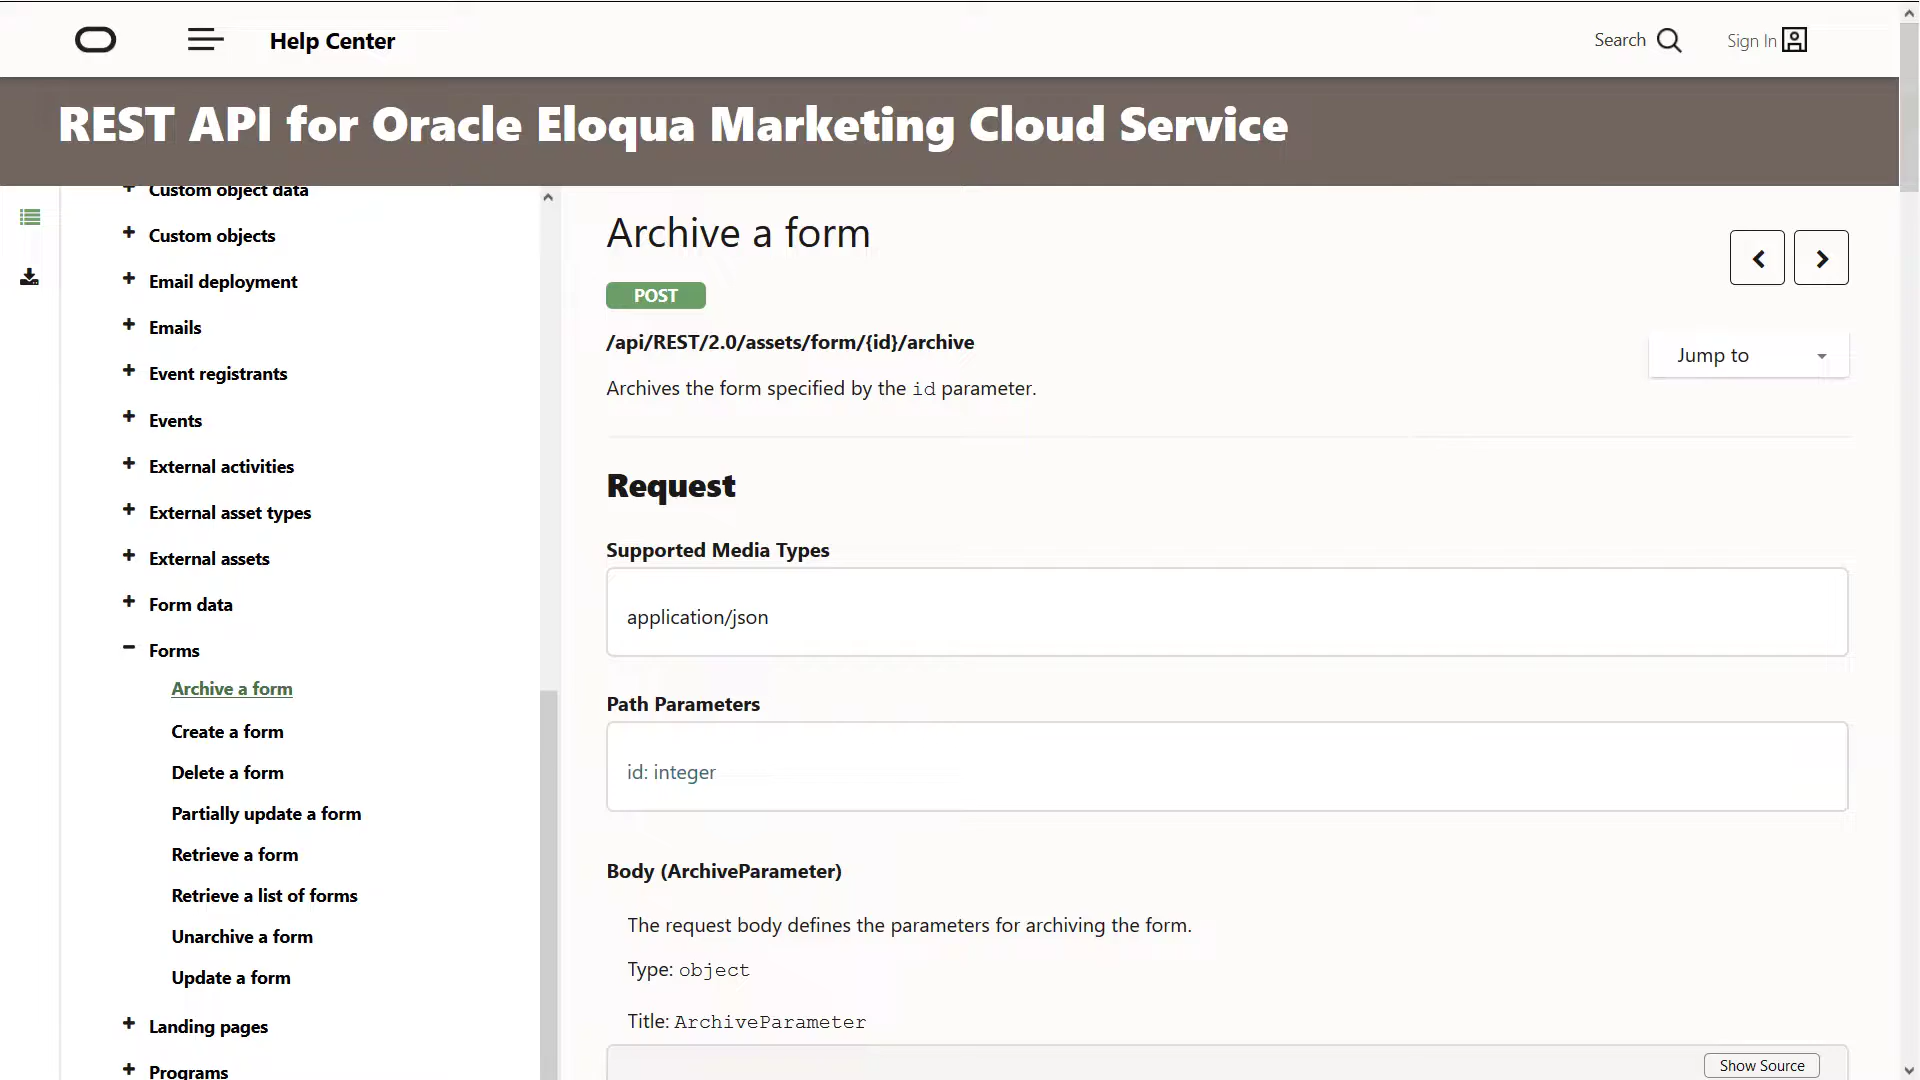 Help Center
Search
Sign In
REST API for Oracle Eloqua Marketing Cloud Service
Custom object data
Custom objects
Email deployment
Emails
Event registrants
Events
External activities
External asset types
External assets
Form data
Forms
Archive a form
Create a form
Delete a form
Partially update a form
Retrieve a form
Retrieve a list of forms
Unarchive a form
Update a form
Landing pages
Programs
Archive a form
POST
/api/REST/2.0/assets/form/{id}/archive
Jump to
Archives the form specified by the id parameter.
Request
Supported Media Types
application/json
Path Parameters
id: integer
Body (ArchiveParameter)
The request body defines the parameters for archiving the form.
Type: object
Title: ArchiveParameter
Show Source